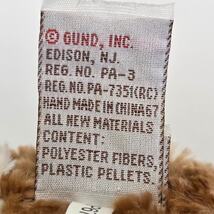 © GUND, INC.
EDISON, NJ.
REG. NO. PA-3
REG.NO. PA-7351(RC)
HAND MADE IN CHINA67
ALL NEW MATERIALS
CONTENT:
POLYESTER FIBERS,
PLASTIC PELLETS.